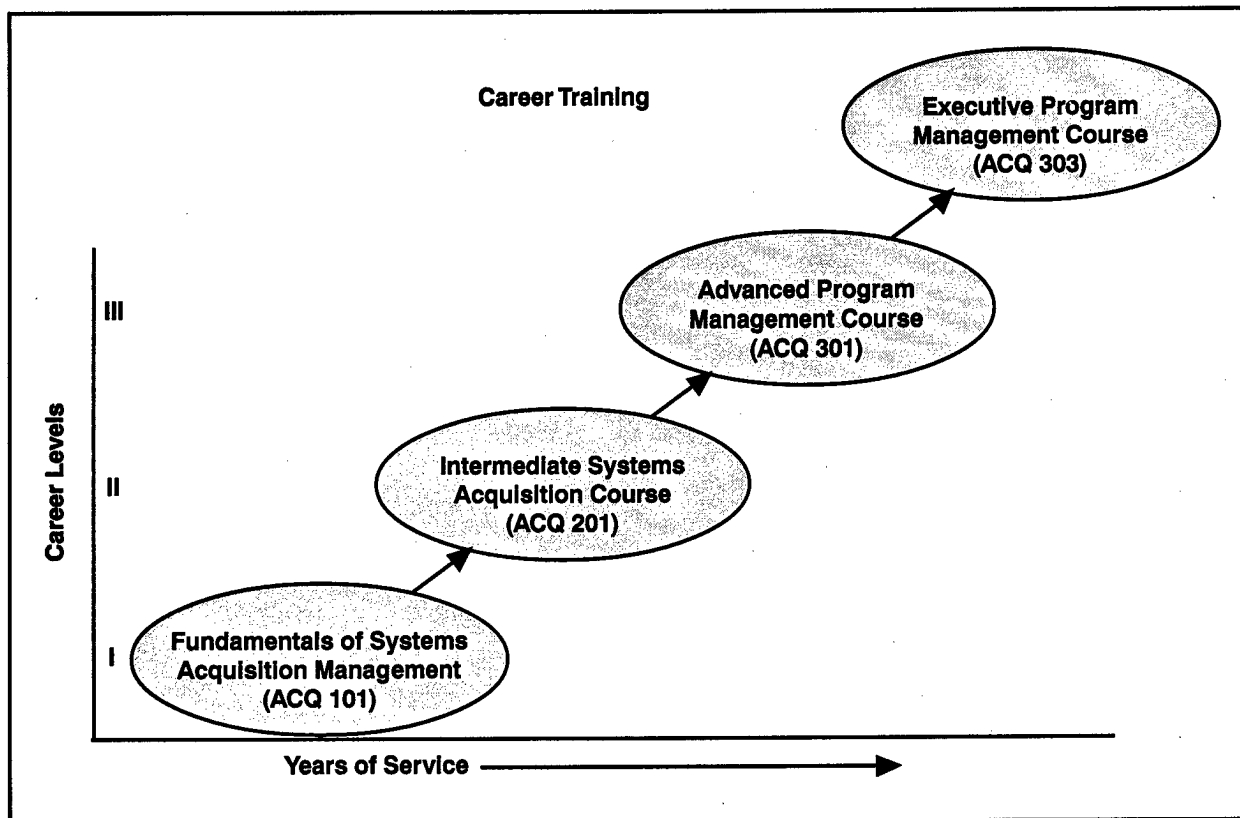 Career Training
Executive Program
Management Course
(ACQ 303)
Advanced Program
Management Course
(ACQ 301)
Intermediate Systems
Acquisition Course
(ACQ 201)
Fundamentals of Systems
Acquisition Management
(ACQ 101)
Career Levels
III
II
I
Years of Service